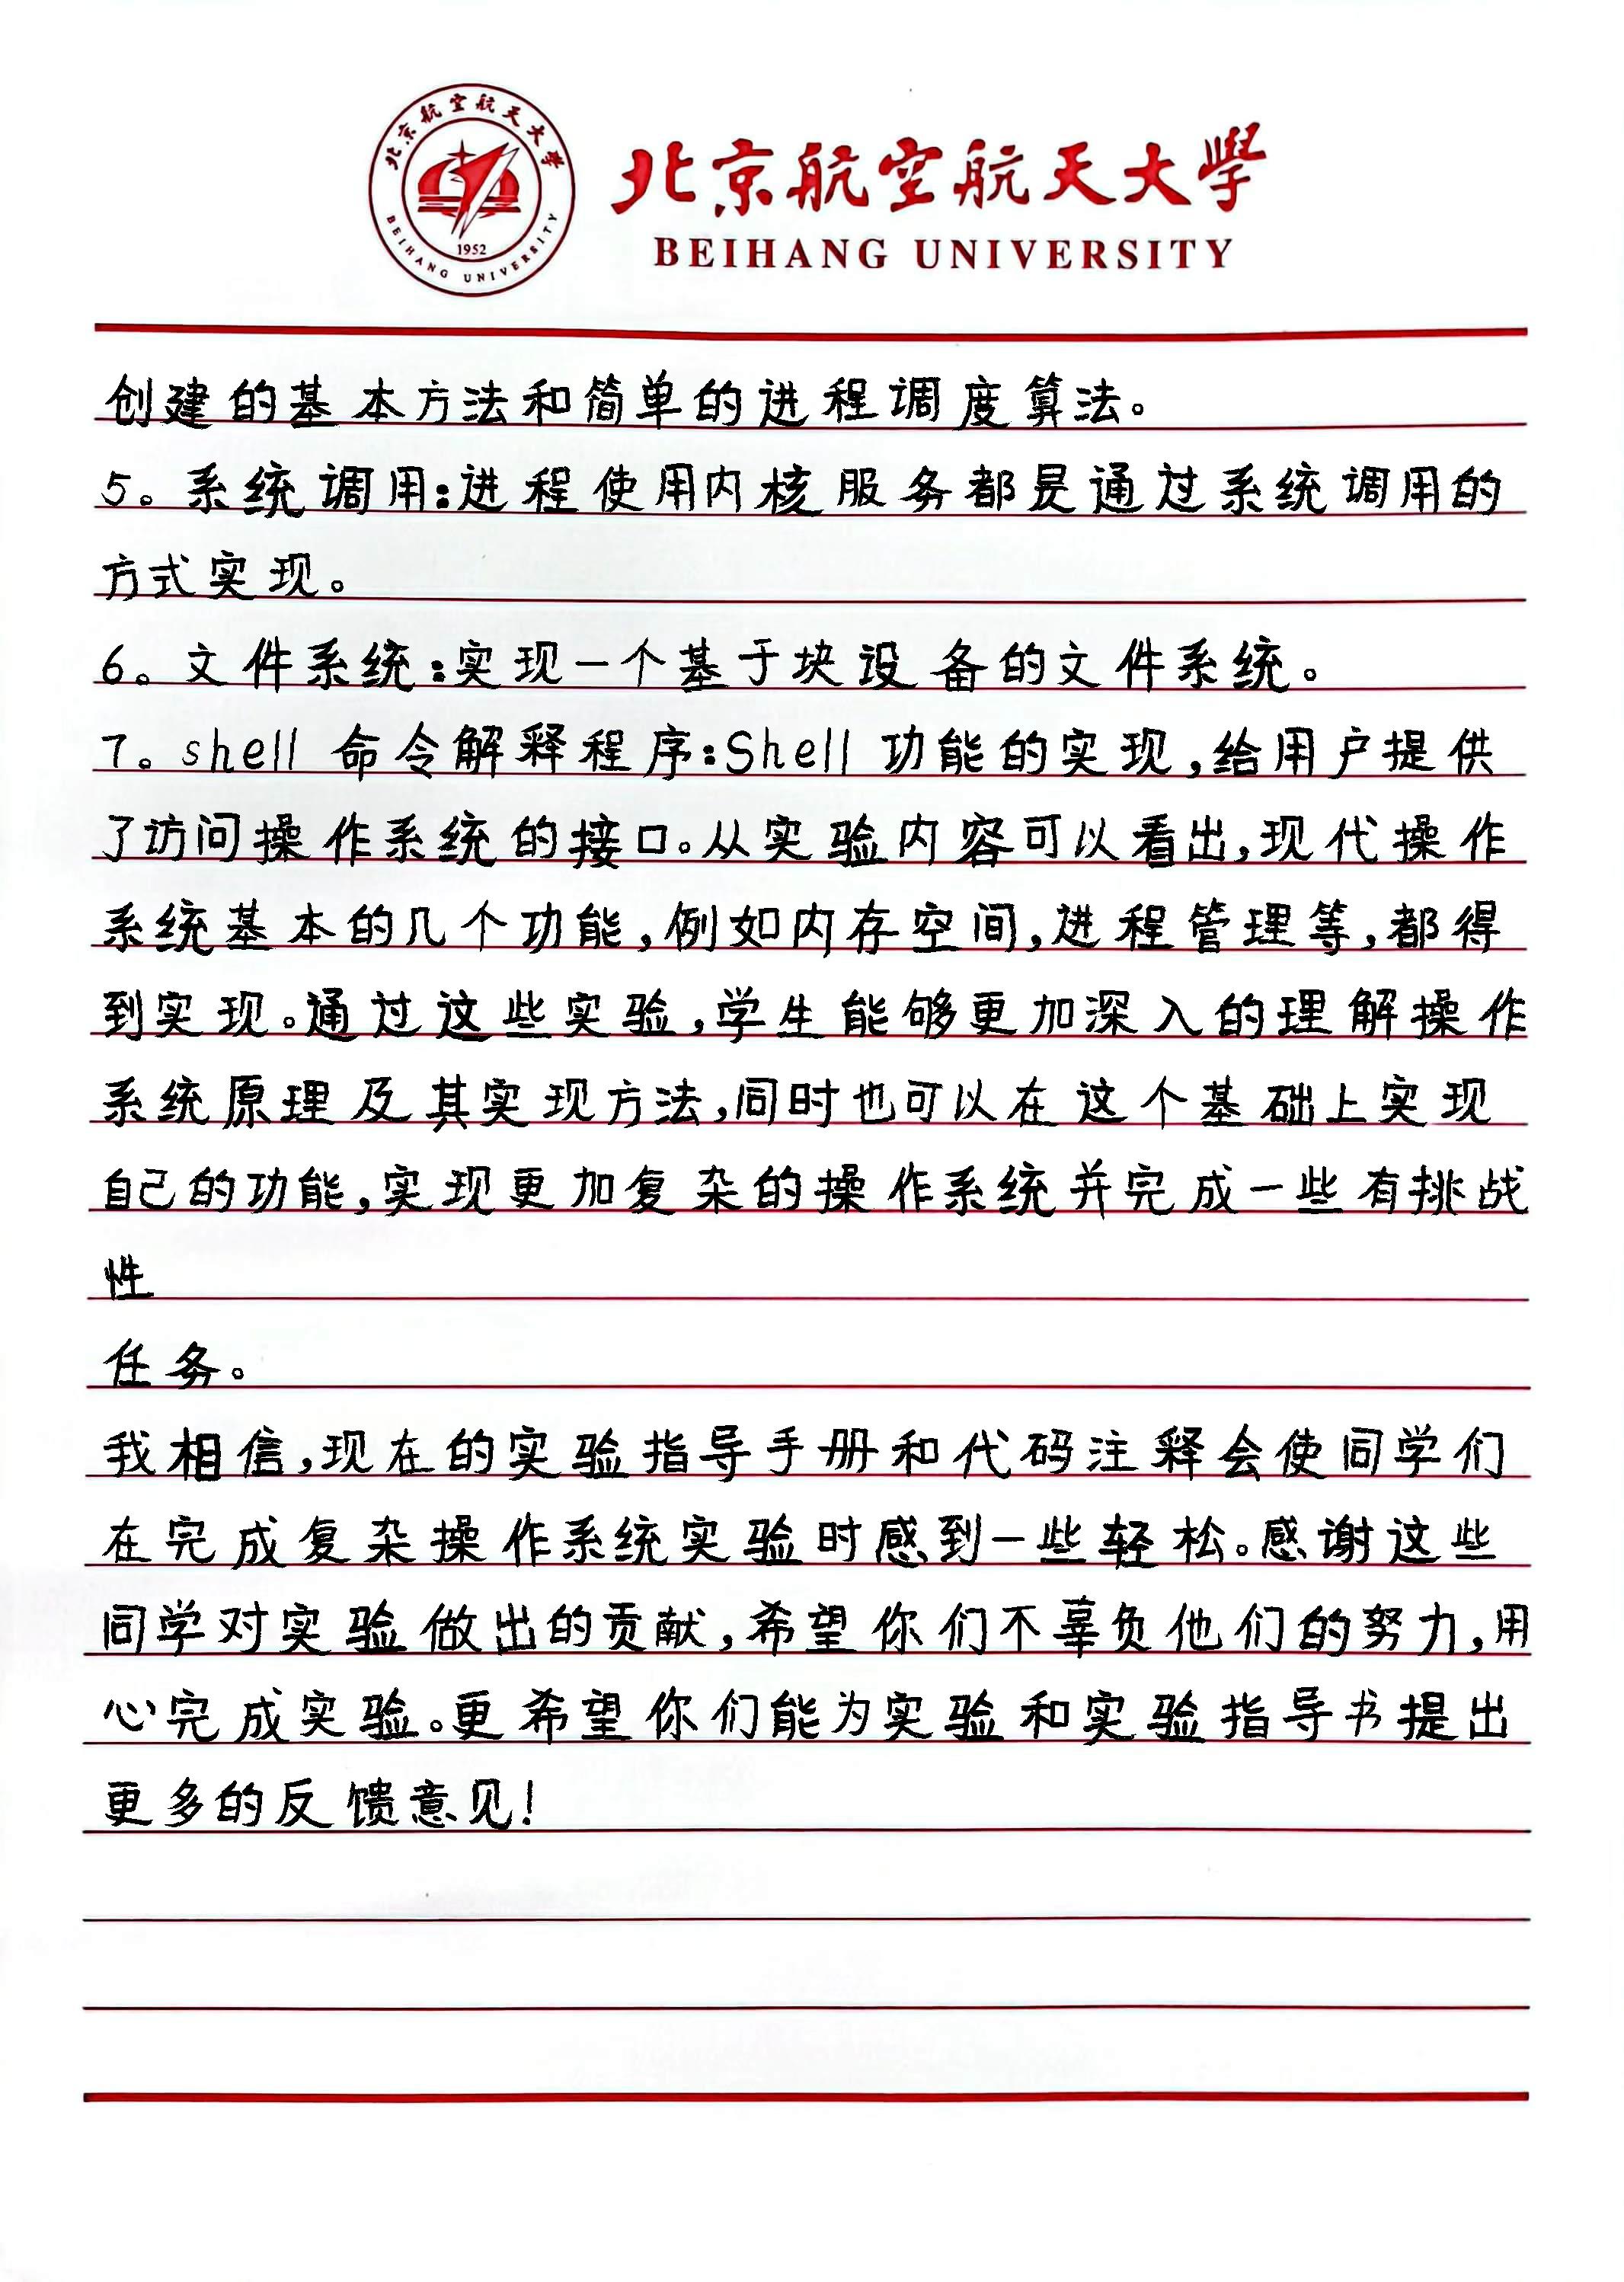 北京航空航天大学
BEIHANG UNIVERSITY
1952
北京航空航天大學
BEIHANG UNIVERSITY
创建的基本方法和简单的进程调度算法。
5。系统调用:进程使用内核服务都是通过系统调用的
方式实现。
6。文件系统:实现一个基于块设备的文件系统。
7。shell 命令解释程序:Shell 功能的实现,给用户提供
了访问操作系统的接口。从实验内容可以看出,现代操作
系统基本的几个功能,例如内存空间,进程管理等,都得
到实现。通过这些实验,学生能够更加深入的理解操作
系统原理及其实现方法,同时也可以在这个基础上实现
自己的功能,实现更加复杂的操作系统并完成一些有挑战
性
任务。
我相信,现在的实验指导手册和代码注释会使同学们
在完成复杂操作系统实验时感到一些轻松。感谢这些
同学对实验做出的贡献,希望你们不辜负他们的努力,用
心完成实验。更希望你们能为实验和实验指导书提出
更多的反馈意见!